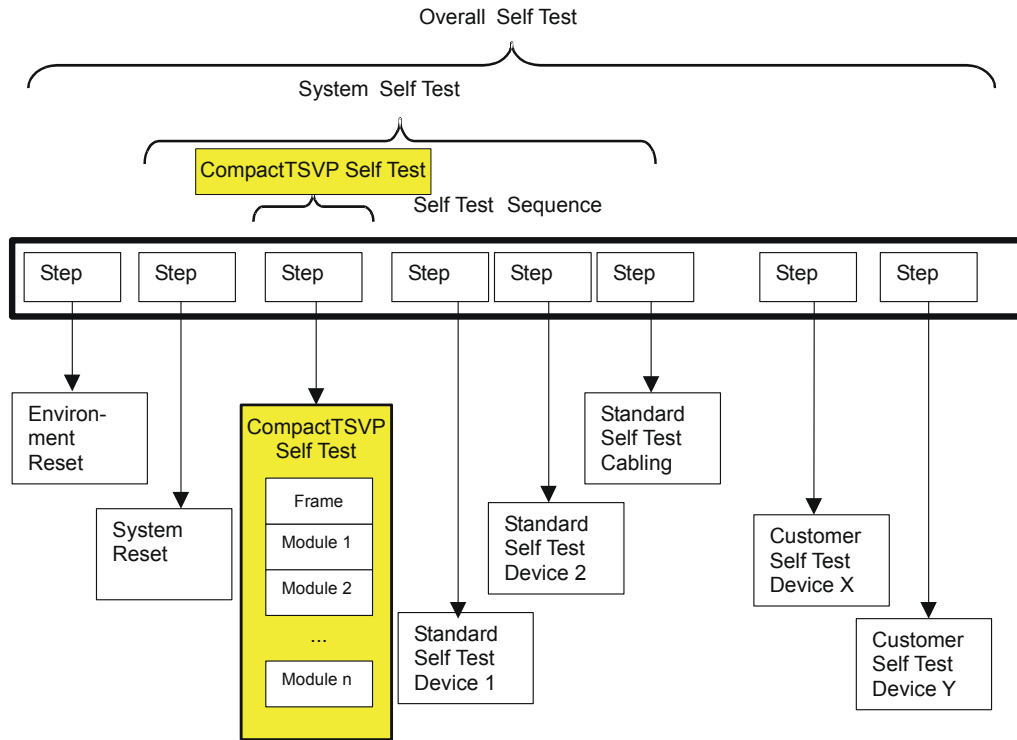 Overall Self Test
System Self Test
CompactTSVP Self Test
Self Test Sequence
Step
Step
Step
Step
Step
Step
Step
Step
Environ-
ment
Reset
System
Reset
CompactTSVP
Self Test
Frame
Module 1
Module 2
...
Module n
Standard
Self Test
Device 1
Standard
Self Test
Device 2
Standard
Self Test
Cabling
Customer
Self Test
Device X
Customer
Self Test
Device Y